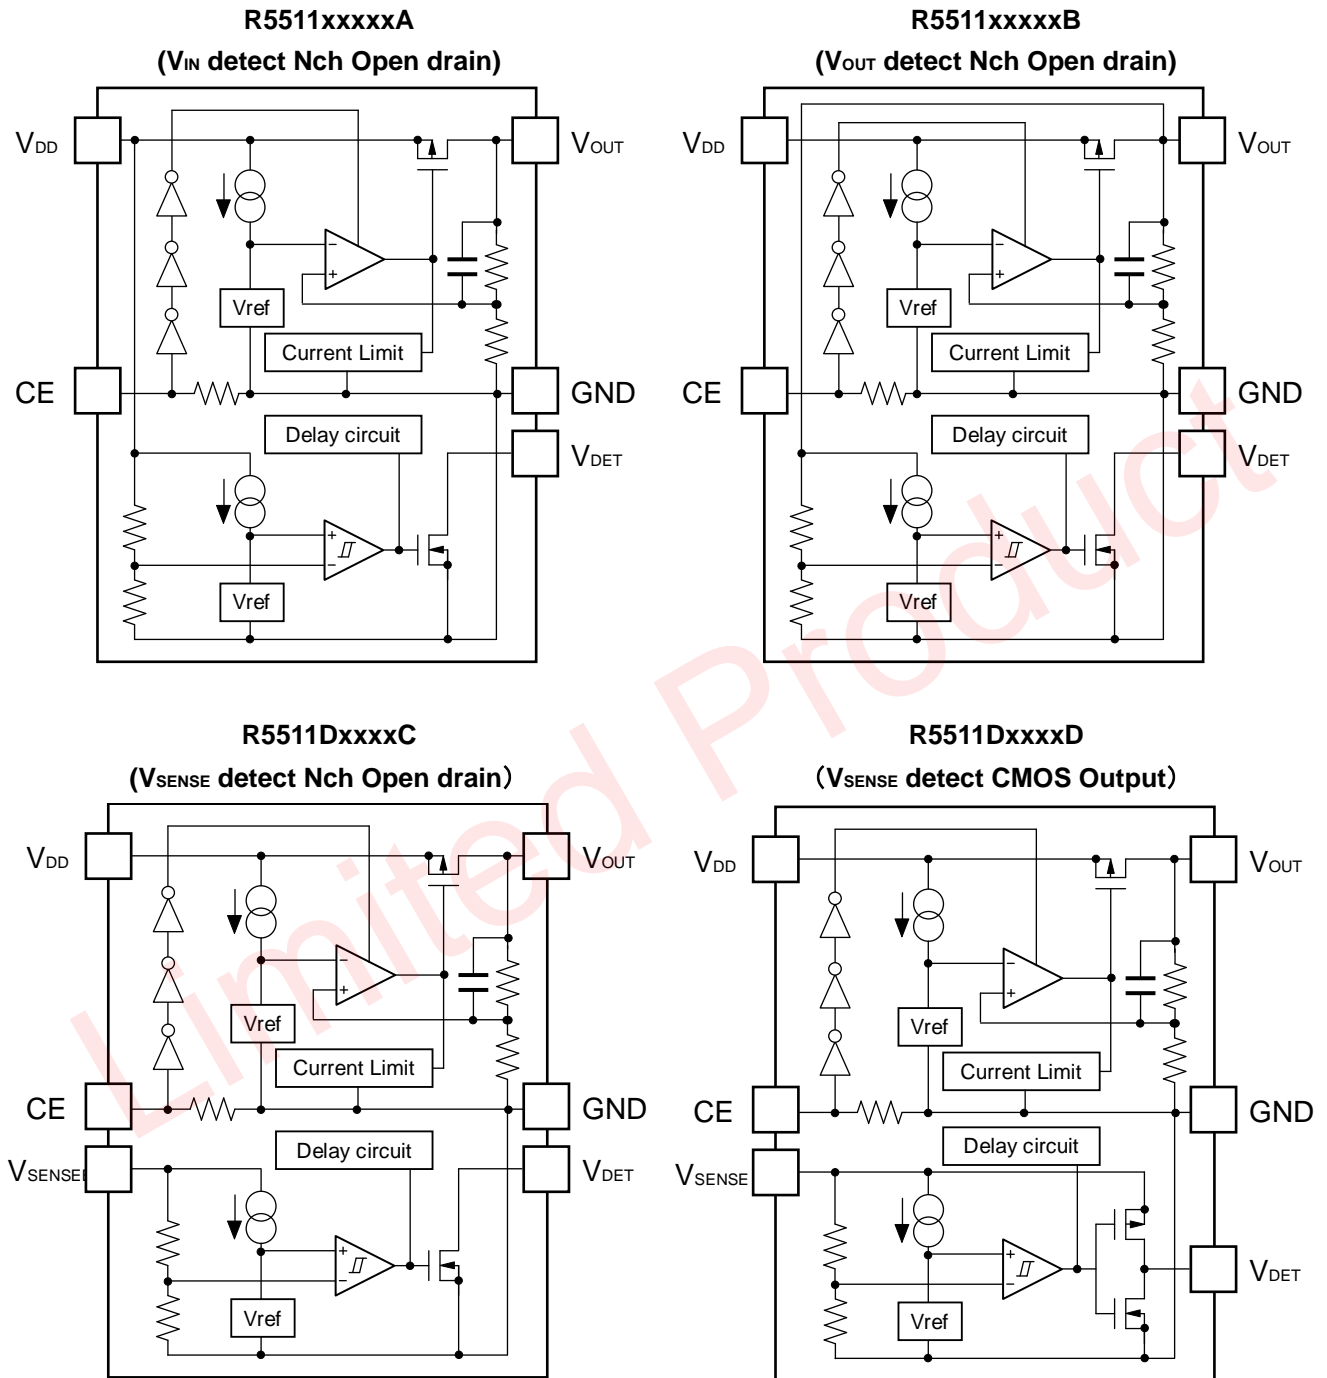 R5511xxxxxA
(VIN detect Nch Open drain)
VDD
VOUT
−
+
Vref
Current Limit
CE
GND
Delay circuit
VDET
+
−
Vref
R5511xxxxxB
(VOUT detect Nch Open drain)
VDD
VOUT
−
+
Vref
Current Limit
CE
GND
Delay circuit
VDET
+
−
Vref
R5511DxxxxC
(VSENSE detect Nch Open drain）
VDD
VOUT
−
+
Vref
Current Limit
CE
GND
Delay circuit
VSENSE
VDET
+
−
Vref
R5511DxxxxD
（VSENSE detect CMOS Output）
VDD
VOUT
−
+
Vref
Current Limit
CE
GND
Delay circuit
VSENSE
+
−
VDET
Vref
Limited Product